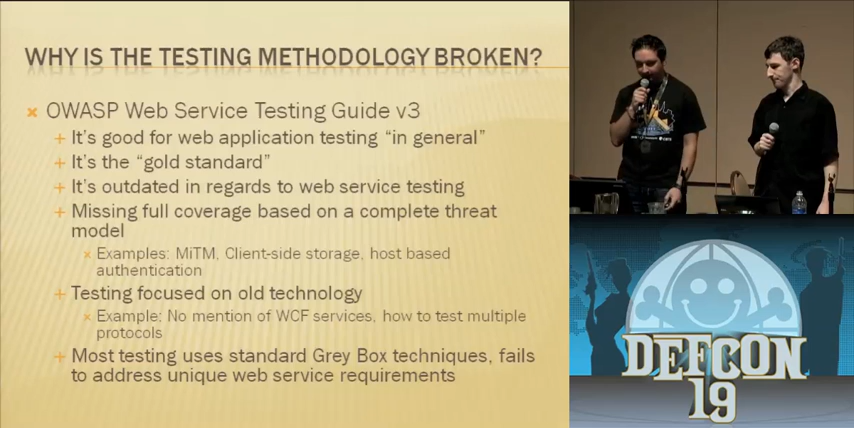 WHY IS THE TESTING METHODOLOGY BROKEN?
OWASP Web Service Testing Guide v3
It's good for web application testing "in general"
It's the "gold standard"
It's outdated in regards to web service testing
Missing full coverage based on a complete threat
model
Examples: MiTM, Client-side storage, host based
authentication
Testing focused on old technology
Example: No mention of WCF services, how to test multiple
protocols
Most testing uses standard Grey Box techniques, fails
to address unique web service requirements
DEFCON
19